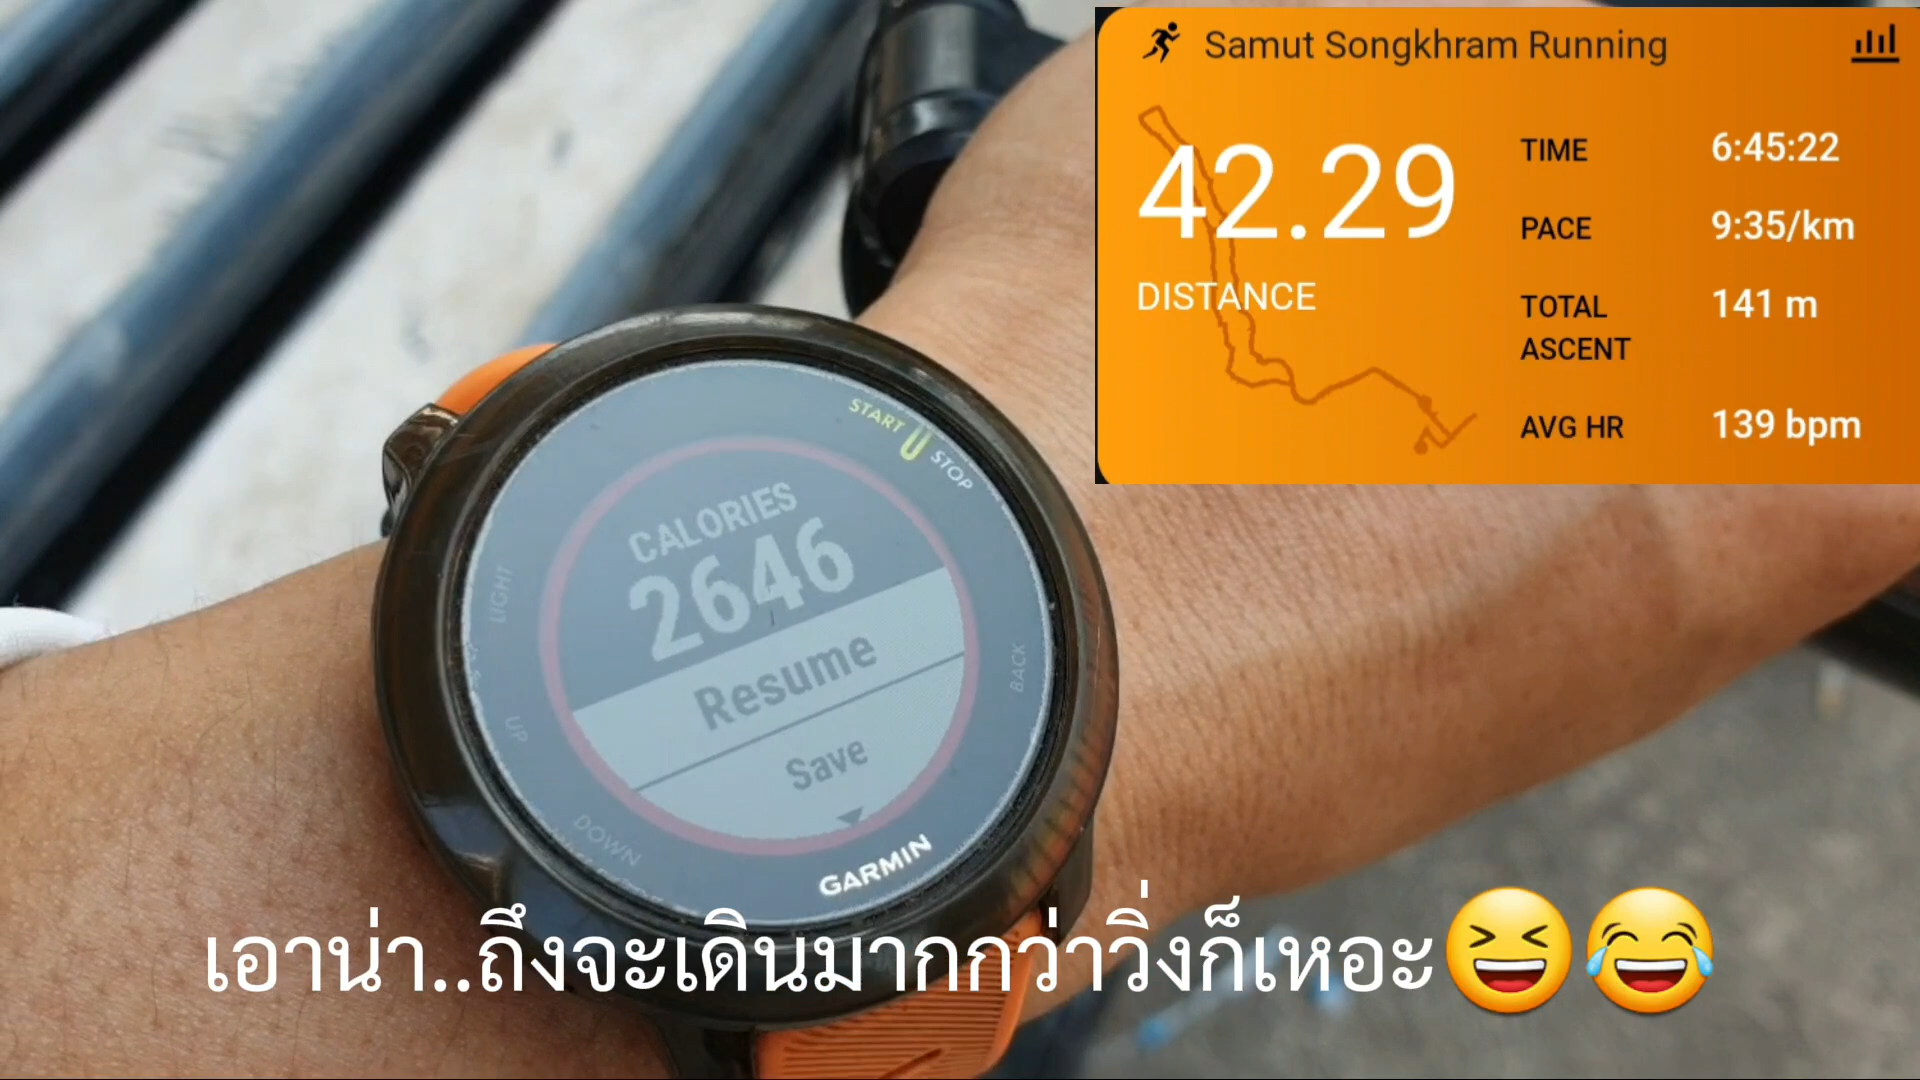 Samut Songkhram Running
42.29
DISTANCE
TIME 6:45:22
PACE 9:35/km
TOTAL ASCENT 141 m
AVG HR 139 bpm
START STOP
CALORIES
2646
LIGHT
Resume
BACK
UP
Save
DOWN
GARMIN
เอาน่า..ถึงจะเดินมากกว่าวิ่งก็เหอะ😆😂